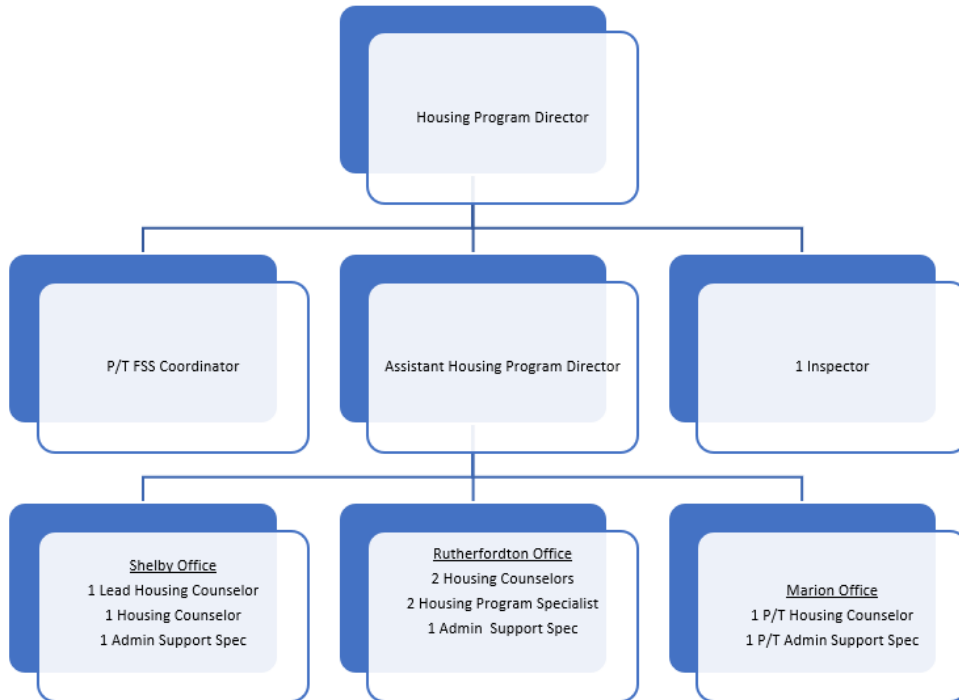 Housing Program Director
P/T FSS Coordinator
Assistant Housing Program Director
1 Inspector
Shelby Office
1 Lead Housing Counselor
1 Housing Counselor
1 Admin Support Spec
Rutherfordton Office
2 Housing Counselors
2 Housing Program Specialist
1 Admin Support Spec
Marion Office
1 P/T Housing Counselor
1 P/T Admin Support Spec